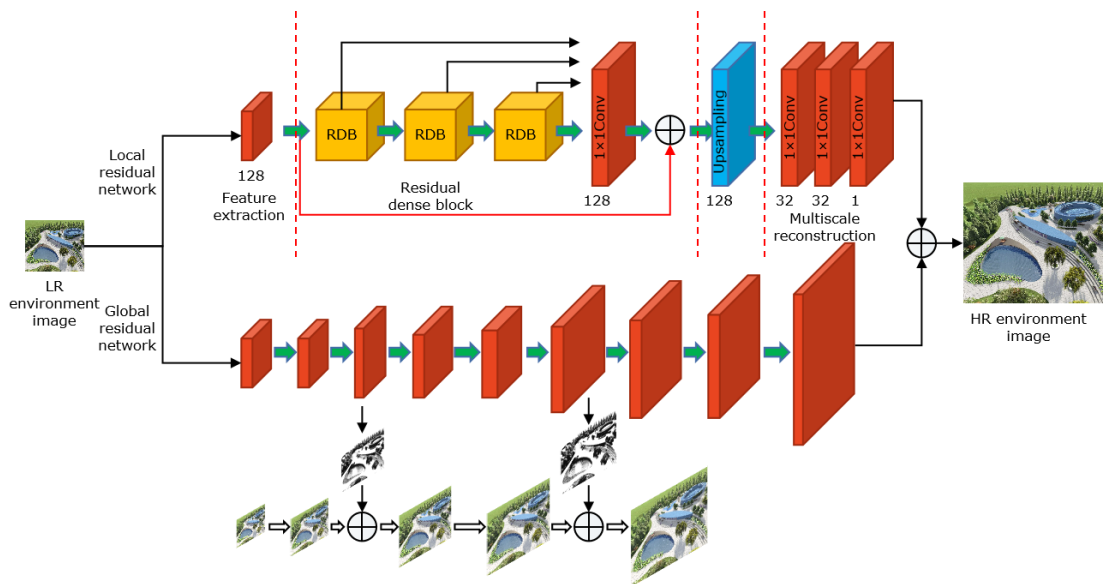 Local
residual
network
128
Feature
extraction
RDB
RDB
RDB
Residual
dense block
1×1Conv
128
Upsampling
128
1×1Conv
1×1Conv
1×1Conv
32
32
1
Multiscale
reconstruction
LR
environment
image
Global
residual
network
HR environment
image